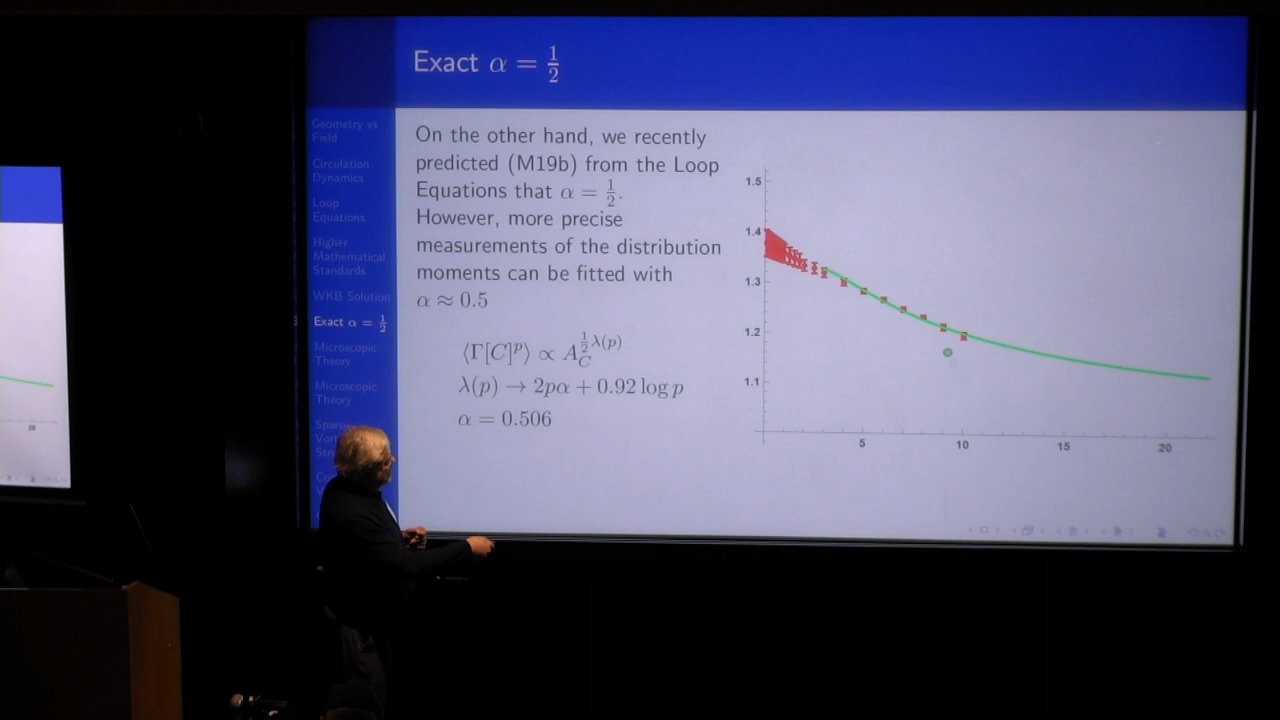 Exact α = 1/2
Geometry vs
Field
Circulation
Dynamics
Loop
Equations
Higher
Mathematical
Standards
WKB Solution
Exact α = 1/2
Microscopic
Theory
Microscopic
Theory
On the other hand, we recently
predicted (M19b) from the Loop
Equations that α = 1/2.
However, more precise
measurements of the distribution
moments can be fitted with
α ≈ 0.5
⟨Γ[C]^p⟩ ∝ A_C^{1/2 λ(p)}
λ(p) → 2pα + 0.92 log p
α = 0.506
1.5
1.4
1.3
1.2
1.1
5 10 15 20